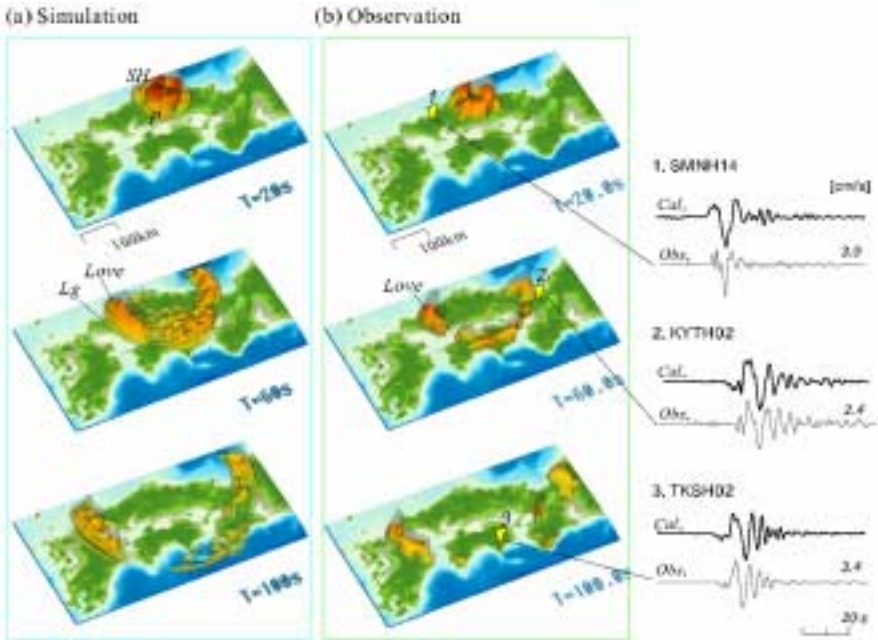 (a) Simulation
(b) Observation
SH
P
T=20s
100km
1
T=20.0s
100km
Love
Lg
T=60s
Love
2
T=60.0s
T=100s
T=100.0s
1. SMNH14
[cm/s]
Cal.
Obs.
3.0
2. KYTH02
Cal.
Obs.
2.4
3. TKSH02
Cal.
Obs.
3.4
20 s